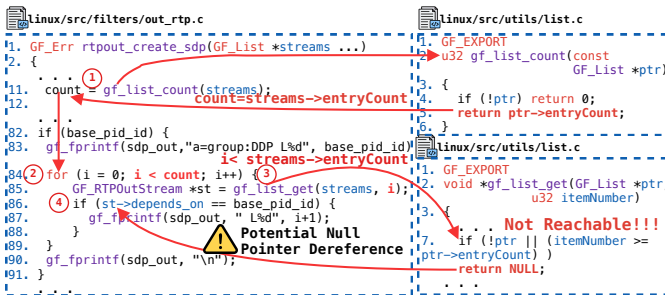 linux/src/filters/out_rtp.c
1. GF_Err rtpout_create_sdp(GF_List *streams ...)
2. {
. . .
1
11. count = gf_list_count(streams);
12.
. . .
82. if (base_pid_id) {
83. gf_fprintf(sdp_out,"a=group:DDP L%d", base_pid_id)
84. 2 for (i = 0; i < count; i++) { 3
85. GF_RTPOutStream *st = gf_list_get(streams, i);
86. 4 if (st->depends_on == base_pid_id) {
87. gf_fprintf(sdp_out, " L%d", i+1);
88. }
89. }
90. gf_fprintf(sdp_out, "\n");
91. }
. . .
Potential Null
Pointer Dereference
count=streams->entryCount
i< streams->entryCount
linux/src/utils/list.c
1. GF_EXPORT
2. u32 gf_list_count(const
GF_List *ptr)
3. {
4. if (!ptr) return 0;
5. return ptr->entryCount;
6. }
linux/src/utils/list.c
1. GF_EXPORT
2. void *gf_list_get(GF_List *ptr
u32 itemNumber)
3. {
. . .
Not Reachable!!!
7. if (!ptr || (itemNumber >=
ptr->entryCount) )
return NULL;
. . .